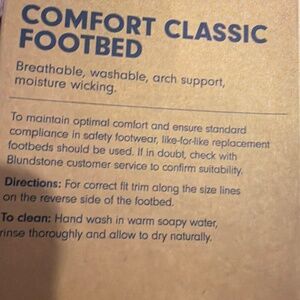 COMFORT CLASSIC
FOOTBED
Breathable, washable, arch support,
moisture wicking.
To maintain optimal comfort and ensure standard
compliance in safety footwear, like-for-like replacement
footbeds should be used. If in doubt, check with
Blundstone customer service to confirm suitability.
Directions: For correct fit trim along the size lines
on the reverse side of the footbed.
To clean: Hand wash in warm soapy water,
rinse thoroughly and allow to dry naturally.